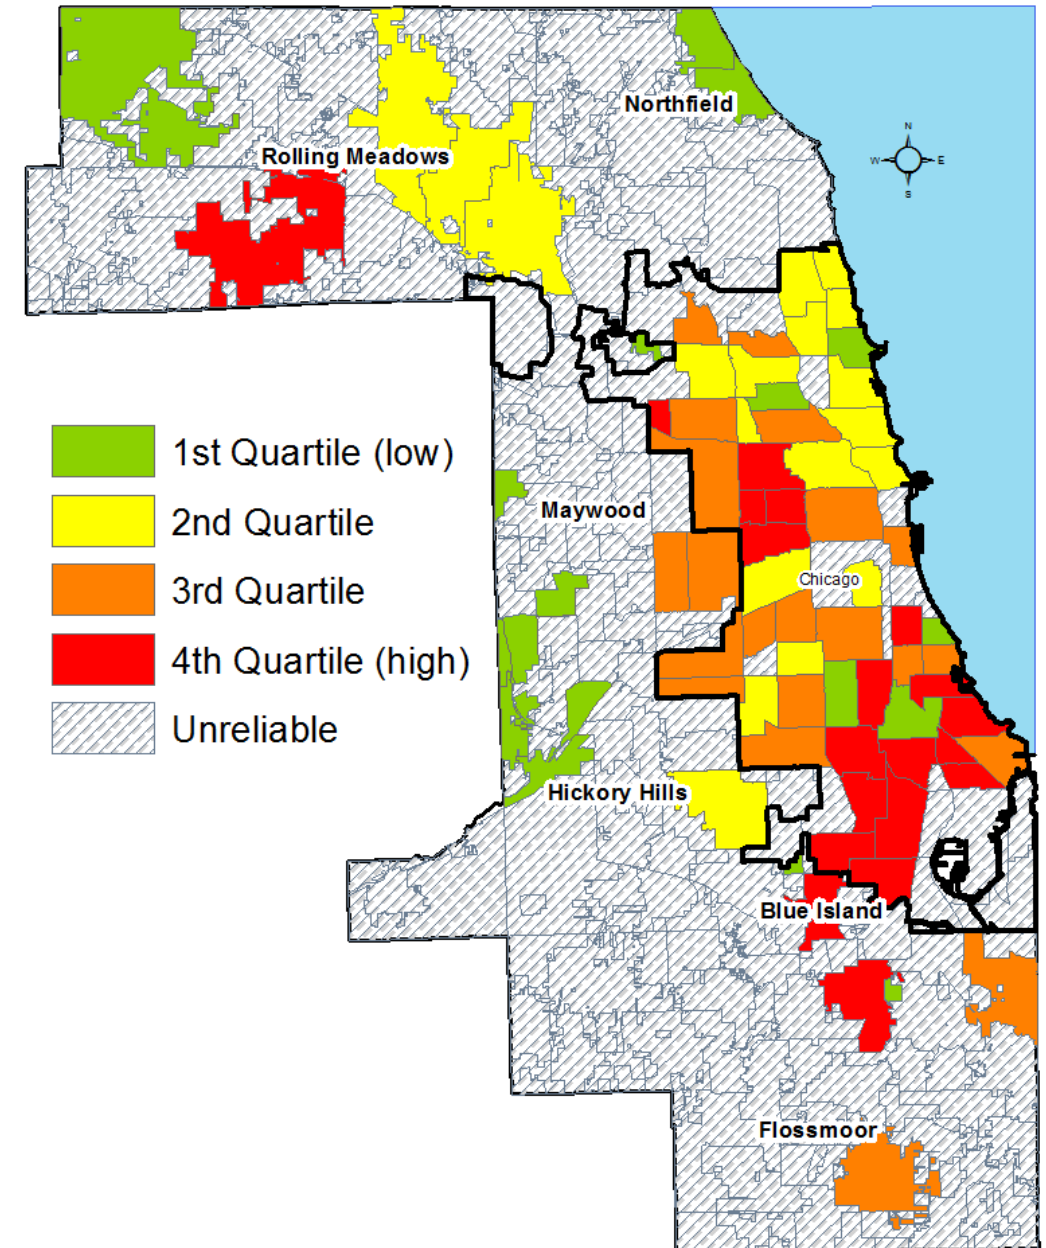 Northfield
N
W
E
S
Rolling Meadows
1st Quartile (low)
Maywood
2nd Quartile
Chicago
3rd Quartile
4th Quartile (high)
Unreliable
Hickory Hills
Blue Island
Flossmoor